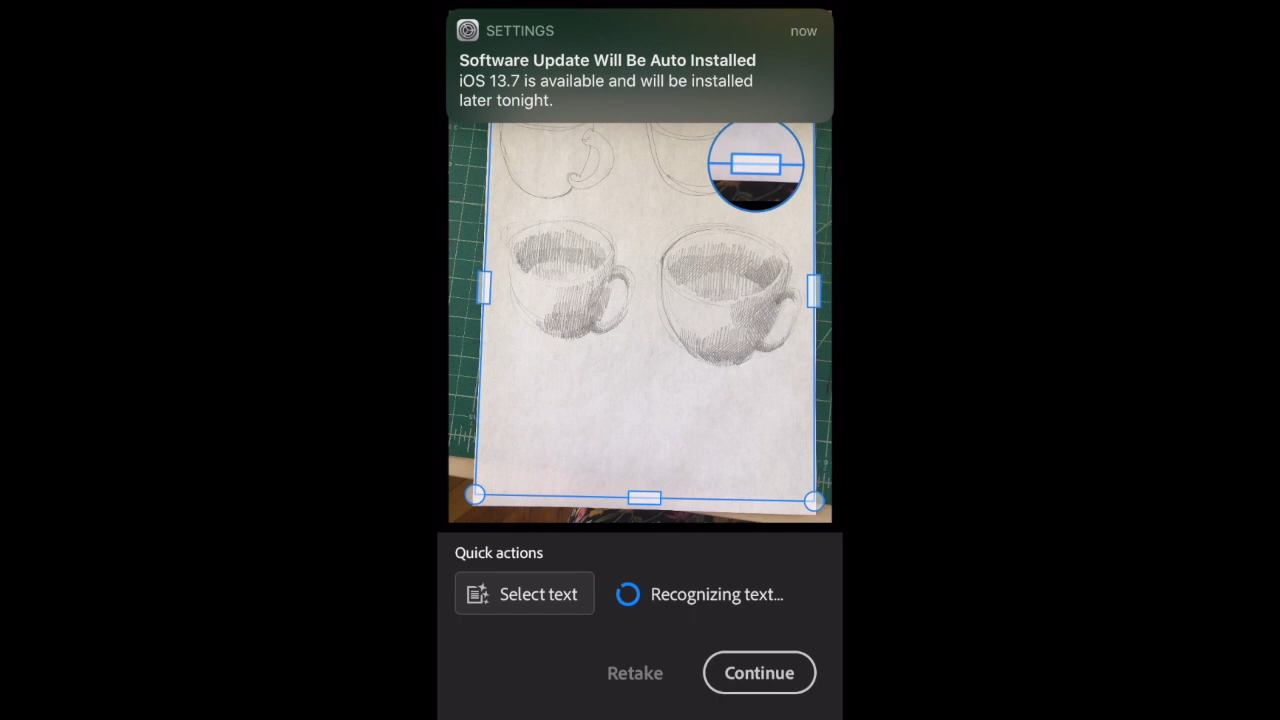 SETTINGS
now
Software Update Will Be Auto Installed
iOS 13.7 is available and will be installed
later tonight.
Quick actions
Select text
Recognizing text...
Retake
Continue